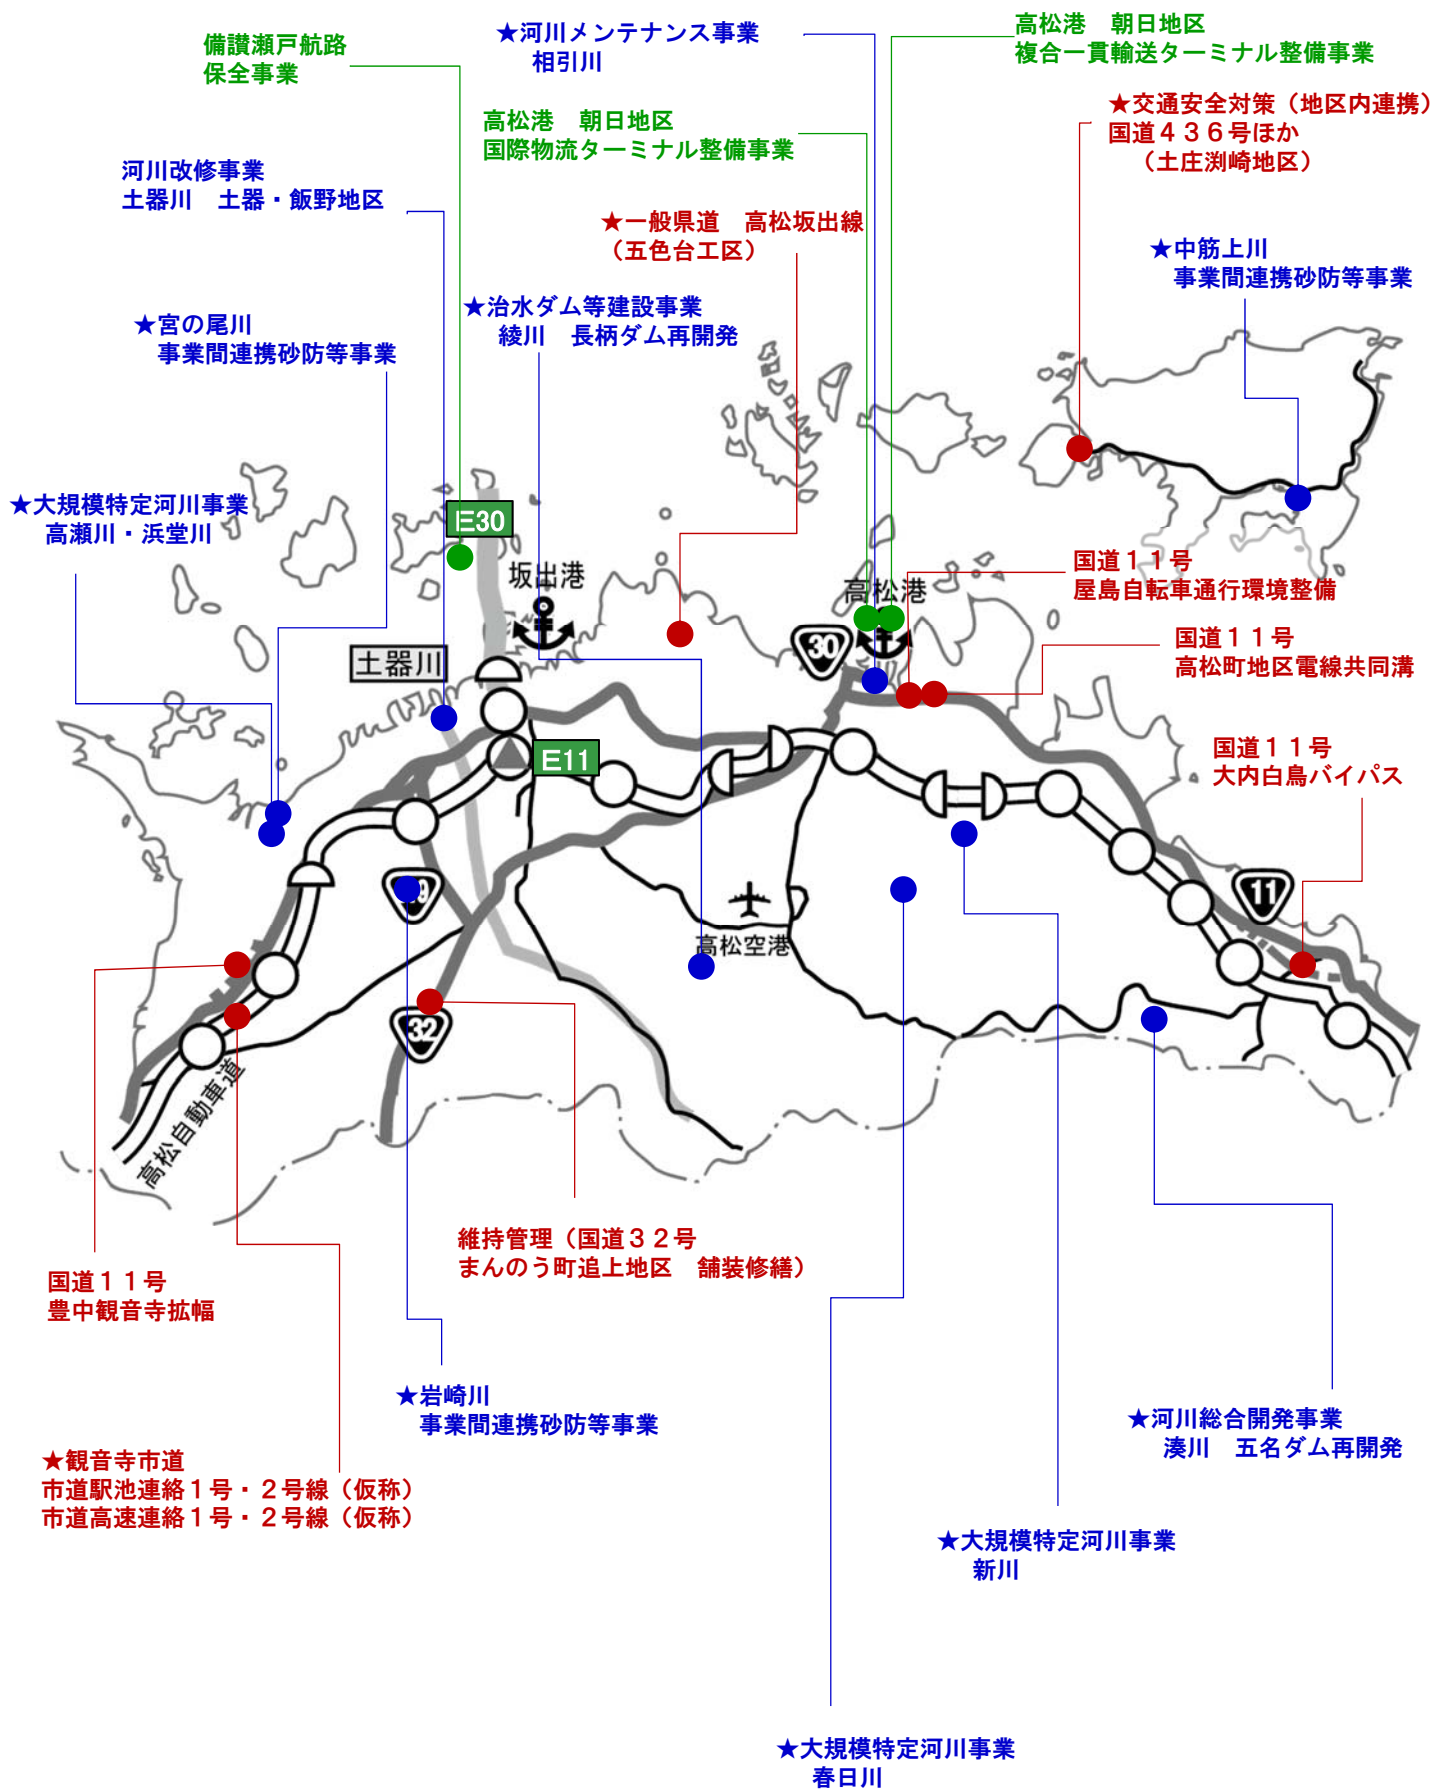 備讃瀬戸航路
保全事業
★河川メンテナンス事業
相引川
高松港　朝日地区
複合一貫輸送ターミナル整備事業
★交通安全対策（地区内連携）
国道４３６号ほか
（土庄渕崎地区）
高松港　朝日地区
国際物流ターミナル整備事業
河川改修事業
土器川　土器・飯野地区
★一般県道　高松坂出線
（五色台工区）
★中筋上川
事業間連携砂防等事業
★治水ダム等建設事業
綾川　長柄ダム再開発
★宮の尾川
事業間連携砂防等事業
★大規模特定河川事業
高瀬川・浜堂川
E30
坂出港
高松港
国道１１号
屋島自転車通行環境整備
30
土器川
国道１１号
高松町地区電線共同溝
E11
国道１１号
大内白鳥バイパス
11
高松空港
32
高松自動車道
国道１１号
豊中観音寺拡幅
維持管理（国道３２号
まんのう町追上地区　舗装修繕）
★岩崎川
事業間連携砂防等事業
★河川総合開発事業
湊川　五名ダム再開発
★観音寺市道
市道駅池連絡１号・２号線（仮称）
市道高速連絡１号・２号線（仮称）
★大規模特定河川事業
新川
★大規模特定河川事業
春日川